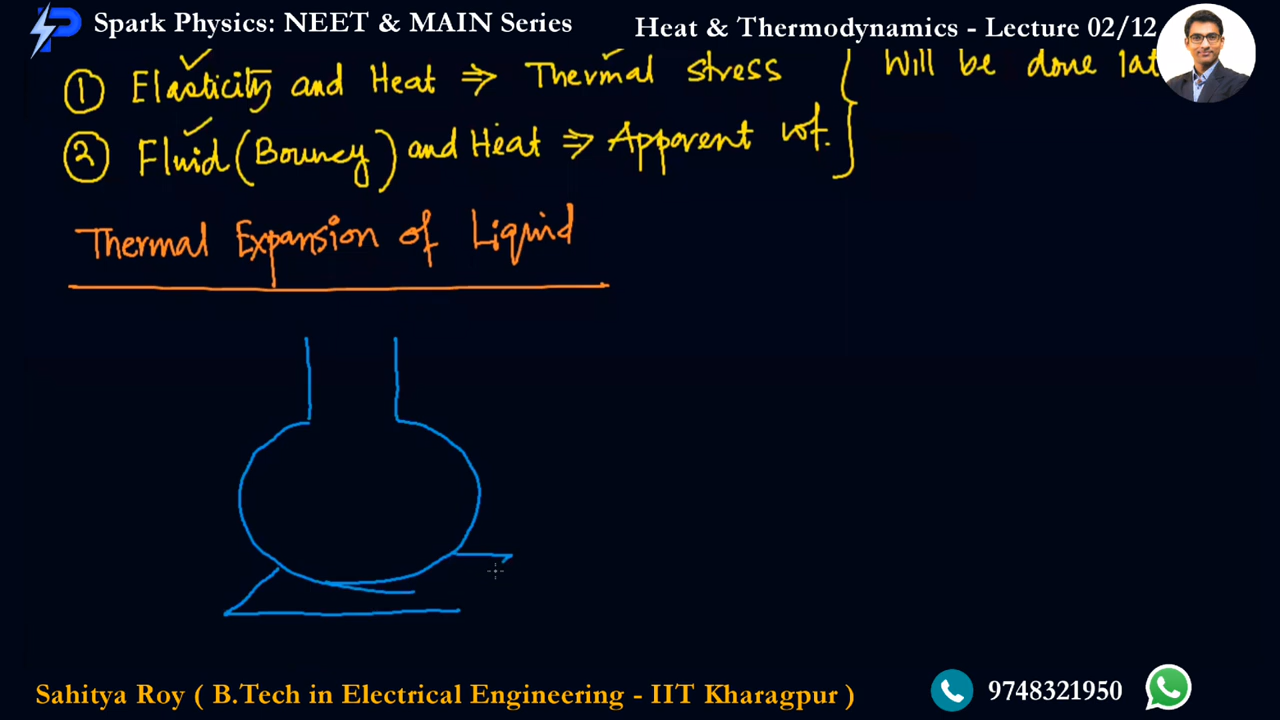 Spark Physics: NEET & MAIN Series
Heat & Thermodynamics - Lecture 02/12
① Elasticity and Heat ⇒ Thermal stress
Will be done lat
② Fluid (Bouncy) and Heat ⇒ Apparent wt.
Thermal Expansion of Liquid
Sahitya Roy ( B.Tech in Electrical Engineering - IIT Kharagpur )
9748321950